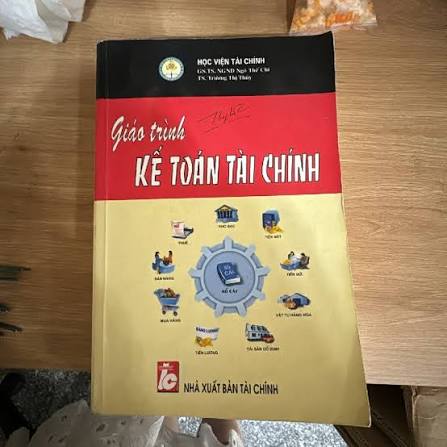 HỌC VIỆN TÀI CHÍNH
GS.TS. NGND Ngô Thế Chi
TS. Trương Thị Thủy
Giáo trình
KẾ TOÁN TÀI CHÍNH
KHO BẠC
THUẾ
TIỀN MẶT
SỔ CÁI
BÁN HÀNG
TIỀN GỬI
SỔ CÁI
MUA HÀNG
VẬT TƯ HÀNG HÓA
BẢNG LƯƠNG
TIỀN LƯƠNG
TÀI SẢN CỐ ĐỊNH
NHÀ XUẤT BẢN TÀI CHÍNH